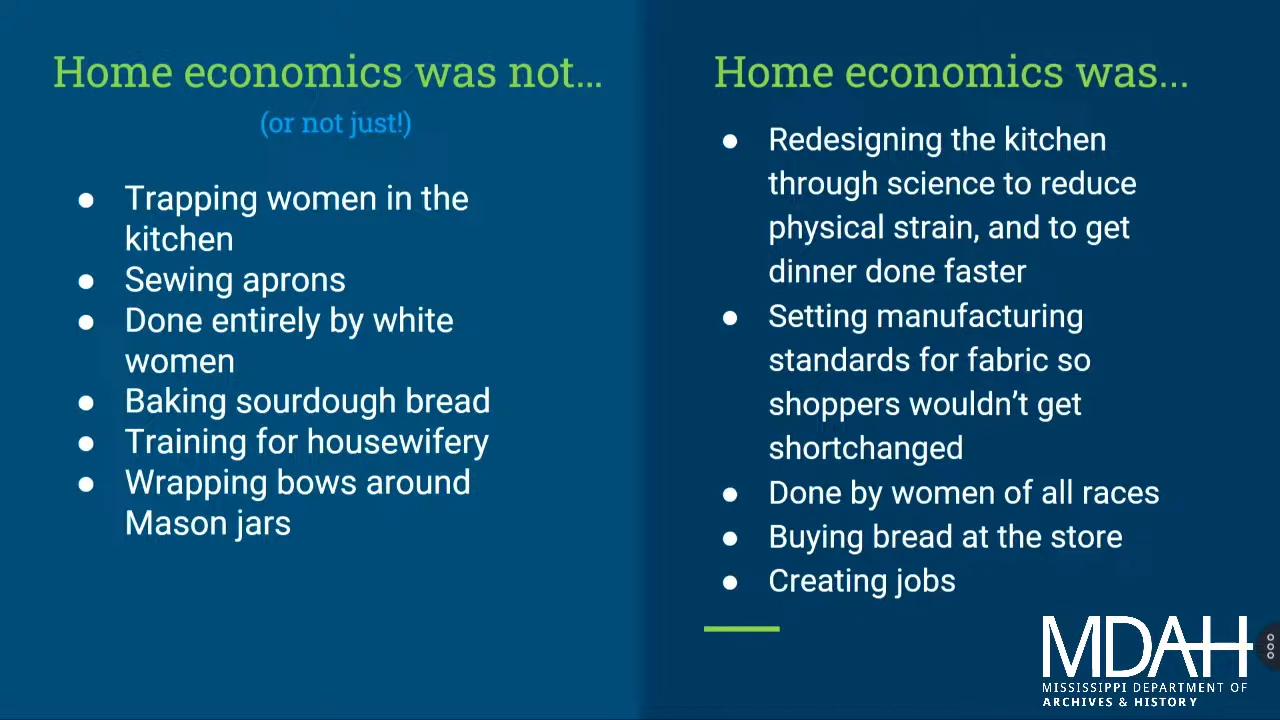 Home economics was not...
(or not just!)
● Trapping women in the
kitchen
● Sewing aprons
● Done entirely by white
women
● Baking sourdough bread
● Training for housewifery
● Wrapping bows around
Mason jars
Home economics was...
● Redesigning the kitchen
through science to reduce
physical strain, and to get
dinner done faster
● Setting manufacturing
standards for fabric so
shoppers wouldn’t get
shortchanged
● Done by women of all races
● Buying bread at the store
● Creating jobs
MDAH
MISSISSIPPI DEPARTMENT OF
ARCHIVES & HISTORY